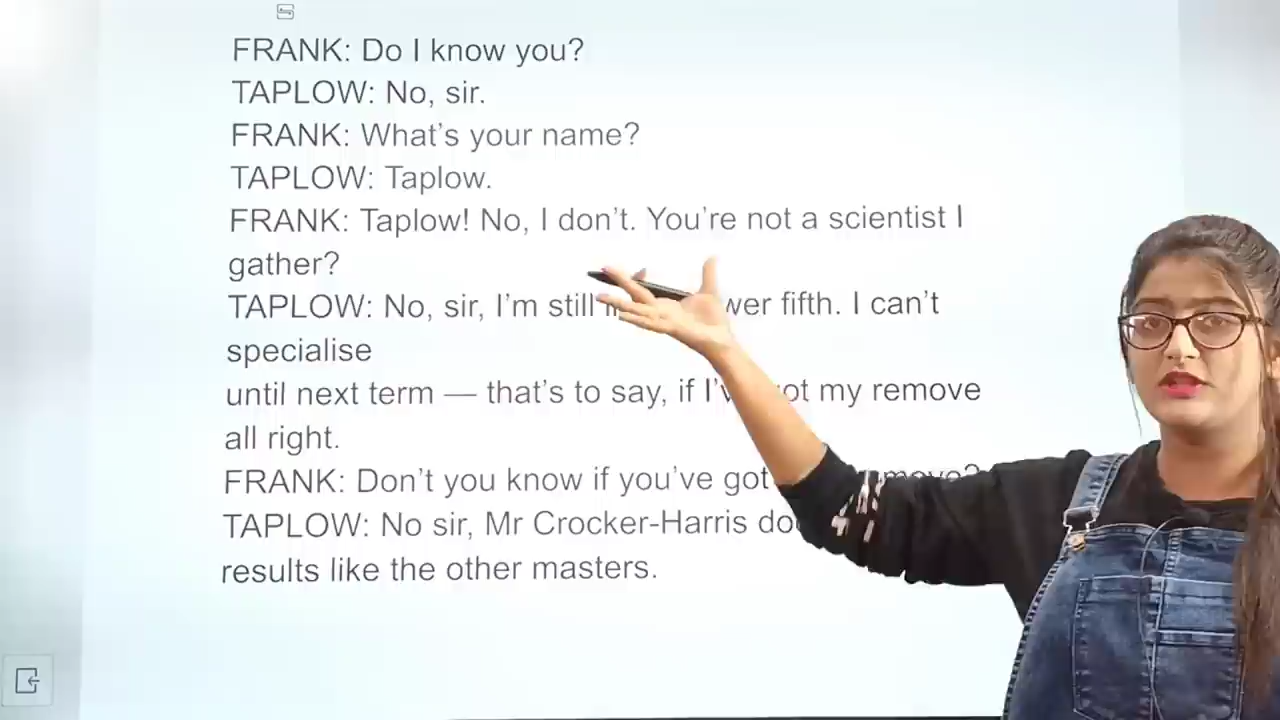 FRANK: Do I know you?
TAPLOW: No, sir.
FRANK: What's your name?
TAPLOW: Taplow.
FRANK: Taplow! No, I don't. You're not a scientist I
gather?
TAPLOW: No, sir, I'm still fifth. I can't
specialise
until next term — that's to say, if my remove
all right.
FRANK: Don't you know if you've got
TAPLOW: No sir, Mr Crocker-Harris
results like the other masters.